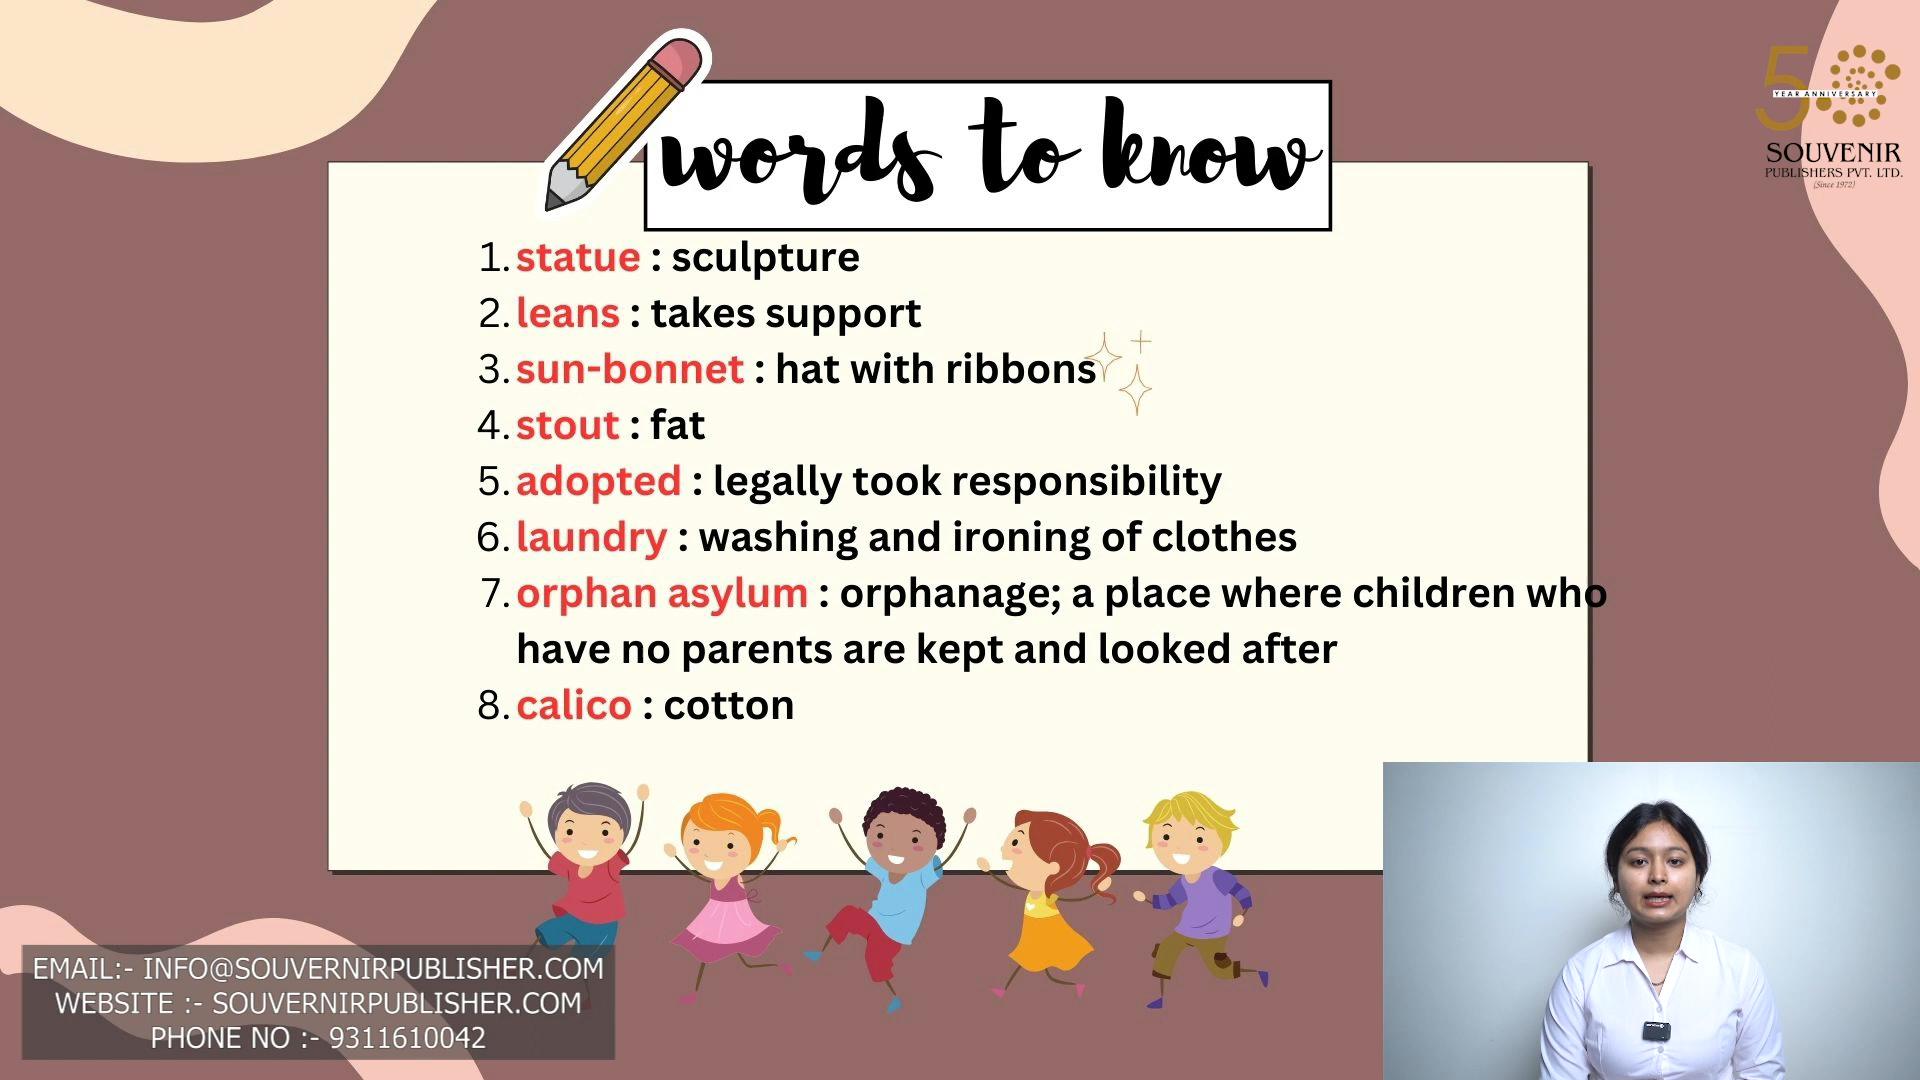 words to know
1. statue : sculpture
2. leans : takes support
3. sun-bonnet : hat with ribbons
4. stout : fat
5. adopted : legally took responsibility
6. laundry : washing and ironing of clothes
7. orphan asylum : orphanage; a place where children who
have no parents are kept and looked after
8. calico : cotton
50
YEAR ANNIVERSARY
SOUVENIR
PUBLISHERS PVT. LTD.
(Since 1972)
EMAIL:- INFO@SOUVERNIRPUBLISHER.COM
WEBSITE :- SOUVERNIRPUBLISHER.COM
PHONE NO :- 9311610042